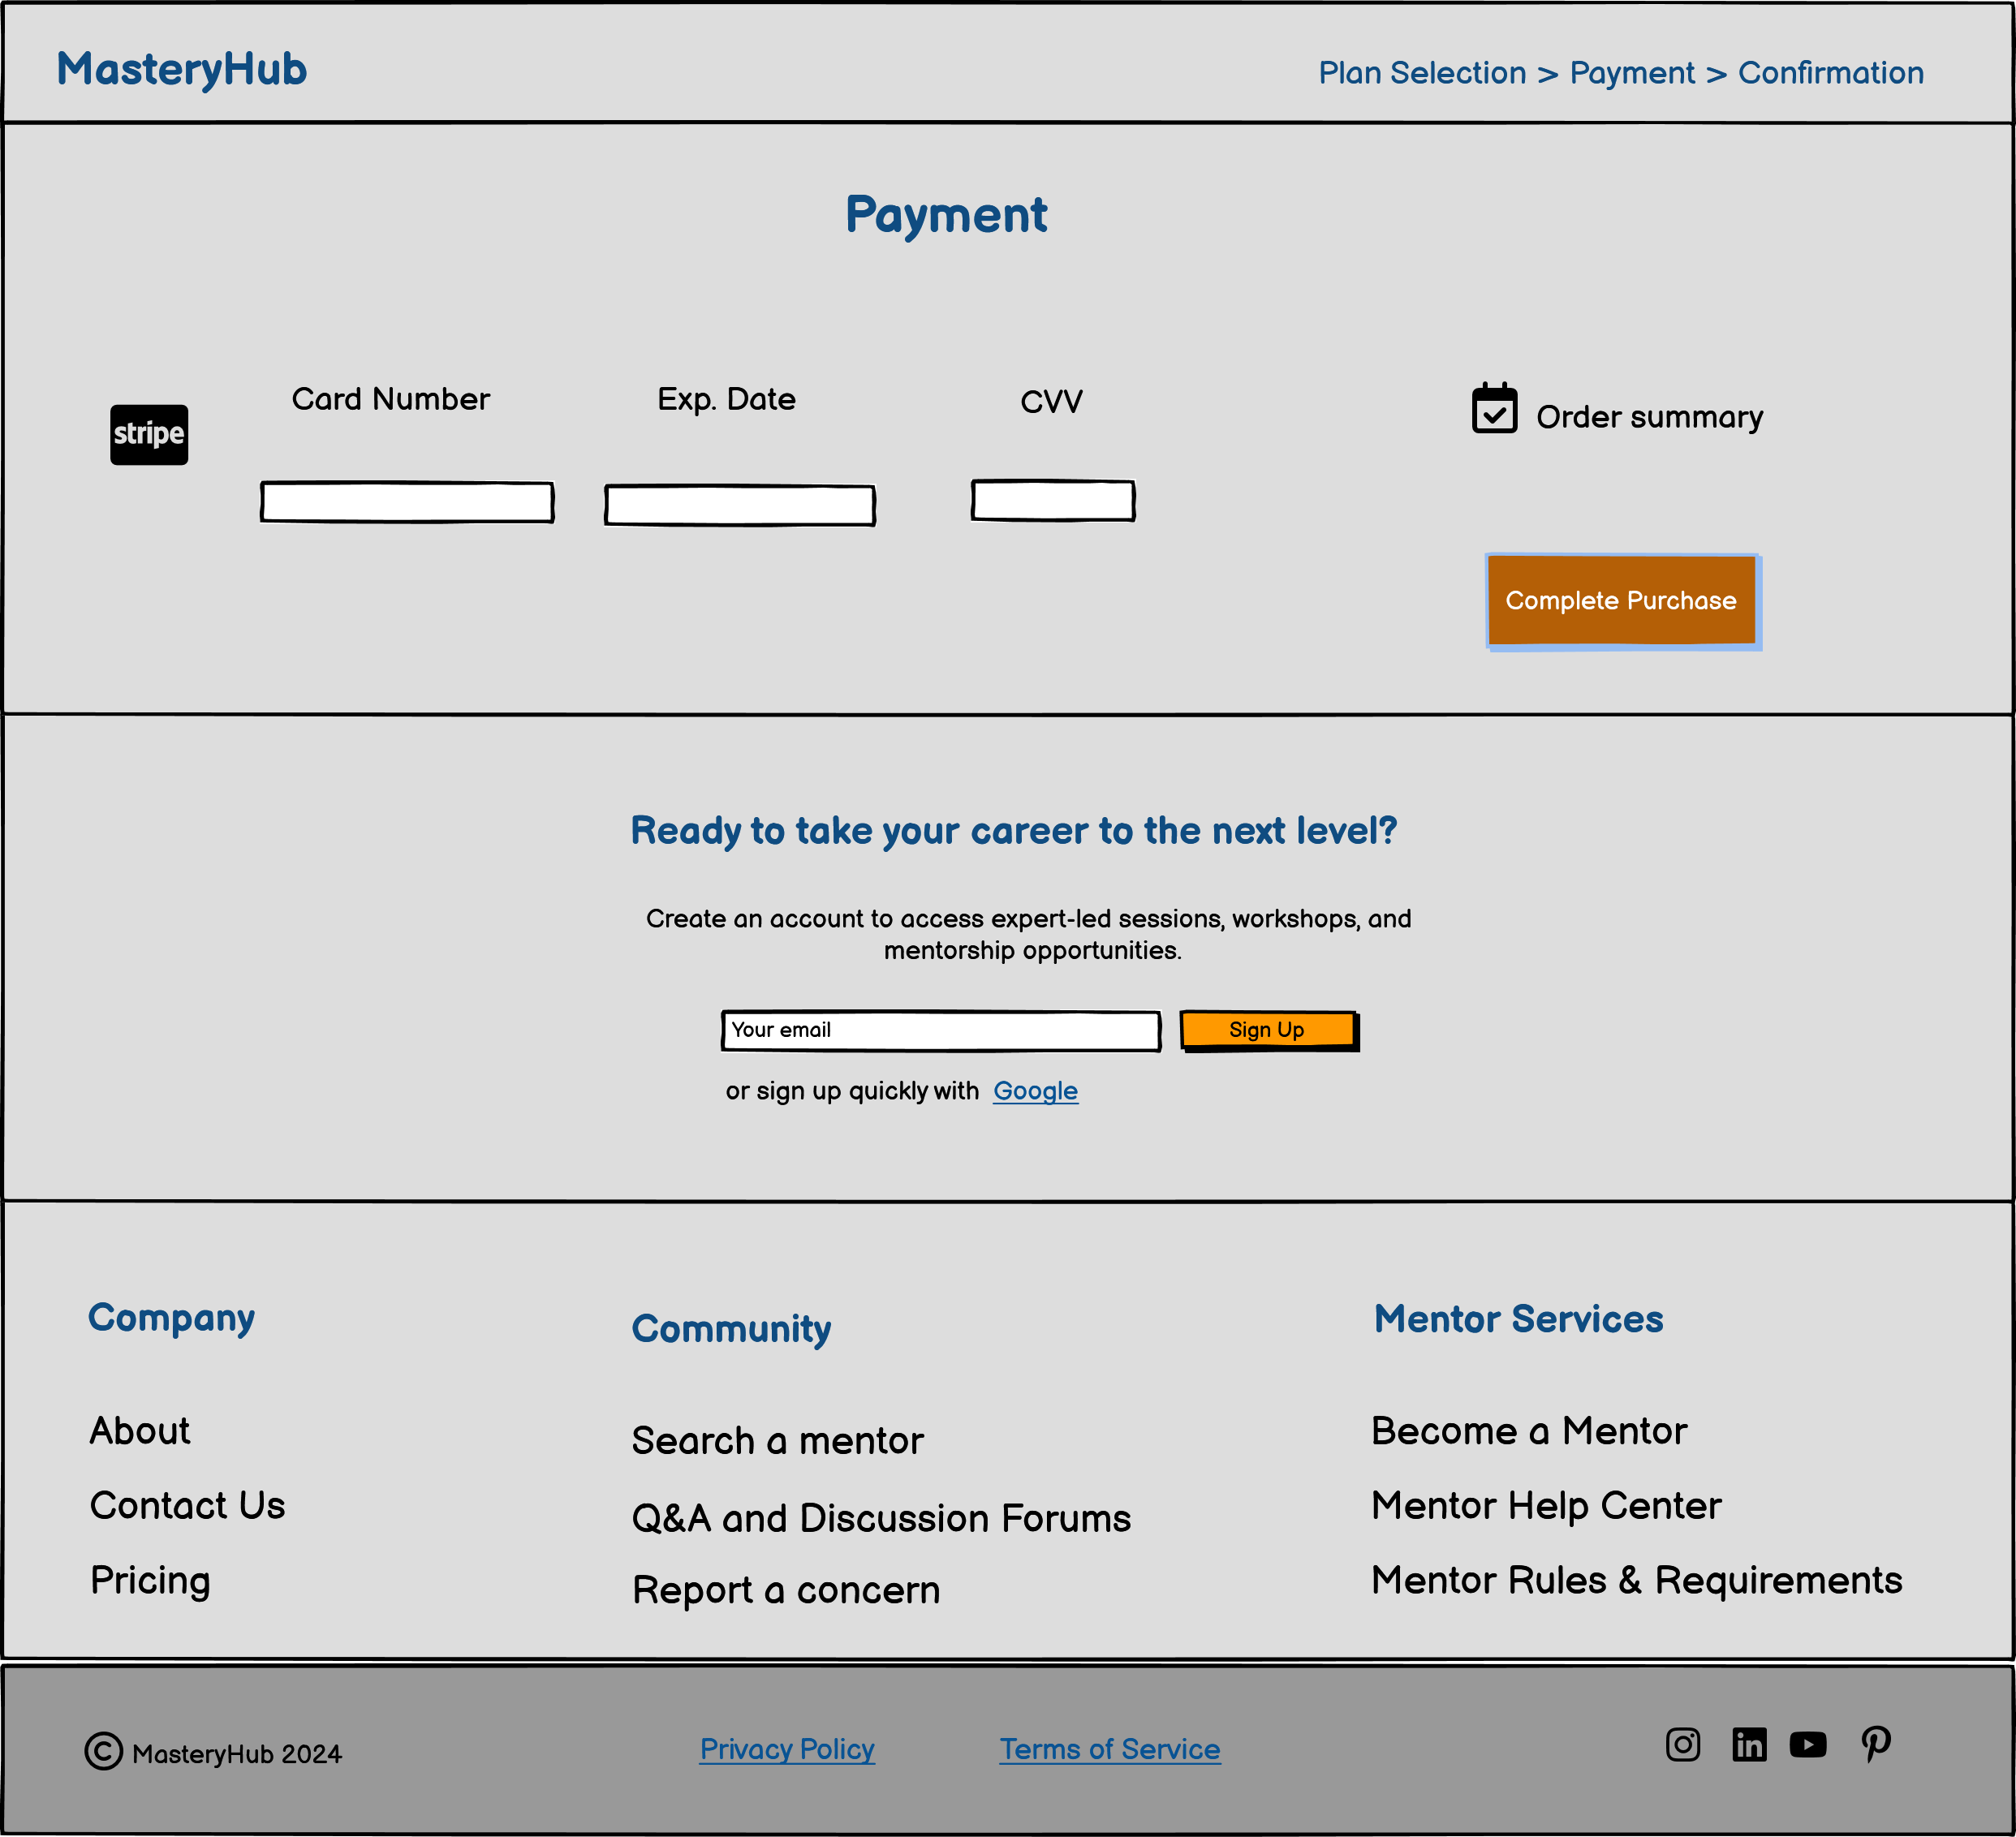 MasteryHub
Plan Selection > Payment > Confirmation
Payment
stripe
Card Number
Exp. Date
CVV
Order summary
Complete Purchase
Ready to take your career to the next level?
Create an account to access expert-led sessions, workshops, and
mentorship opportunities.
Your email
Sign Up
or sign up quickly with Google
Company
About
Contact Us
Pricing
Community
Search a mentor
Q&A and Discussion Forums
Report a concern
Mentor Services
Become a Mentor
Mentor Help Center
Mentor Rules & Requirements
© MasteryHub 2024
Privacy Policy
Terms of Service
in